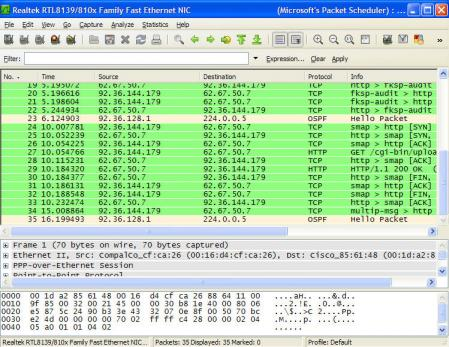 Realtek RTL8139/810x Family Fast Ethernet NIC (Microsoft's Packet Scheduler) : ...
File Edit View Go Capture Analyze Statistics Help
Filter: Expression... Clear Apply
No. - Time Source Destination Protocol Info
19 5.195072 62.67.50.7 92.36.144.179 TCP http > fksp-audit
20 5.196616 92.36.144.179 62.67.50.7 TCP fksp-audit > http
21 5.198604 92.36.144.179 62.67.50.7 TCP fksp-audit > http
22 5.244934 62.67.50.7 92.36.144.179 TCP http > fksp-audit
23 6.124903 92.36.128.1 224.0.0.5 OSPF Hello Packet
24 10.007781 92.36.144.179 62.67.50.7 TCP smap > http [SYN]
25 10.052239 62.67.50.7 92.36.144.179 TCP http > smap [SYN,
26 10.054225 92.36.144.179 62.67.50.7 TCP smap > http [ACK]
27 10.054766 92.36.144.179 62.67.50.7 HTTP GET /cgi-bin/uploa
28 10.115231 62.67.50.7 92.36.144.179 TCP http > smap [ACK]
29 10.184320 62.67.50.7 92.36.144.179 HTTP HTTP/1.1 200 OK (
30 10.184377 62.67.50.7 92.36.144.179 TCP http > smap [FIN,
31 10.186131 92.36.144.179 62.67.50.7 TCP smap > http [ACK]
32 10.188548 92.36.144.179 62.67.50.7 TCP smap > http [FIN,
33 10.232474 62.67.50.7 92.36.144.179 TCP http > smap [ACK]
34 15.008864 92.36.144.179 62.67.50.7 TCP multip-msg > http
35 16.199493 92.36.128.1 224.0.0.5 OSPF Hello Packet
Frame 1 (70 bytes on wire, 70 bytes captured)
Ethernet II, Src: CompalCo_cf:ca:26 (00:16:d4:cf:ca:26), Dst: Cisco_85:61:48 (00:1d:a2:8
PPP-over-Ethernet Session
Point-to-Point Protocol
0000 00 1d a2 85 61 48 00 16 d4 cf ca 26 88 64 11 00 ....aH.. ...&.d..
0010 9f 85 00 32 00 21 45 00 00 30 b8 1e 40 00 80 06
0020 e5 87 5c 24 90 b3 3e 43 32 07 0e 8f 00 50 70 bc
0030 e2 4d 00 00 00 00 70 02 ff ff c4 28 00 00 02 04
0040 05 a0 01 01 04 02
Realtek RTL8139/810x Family Fast Ethernet NIC... Packets: 35 Displayed: 35 Marked: 0 Profile: Default